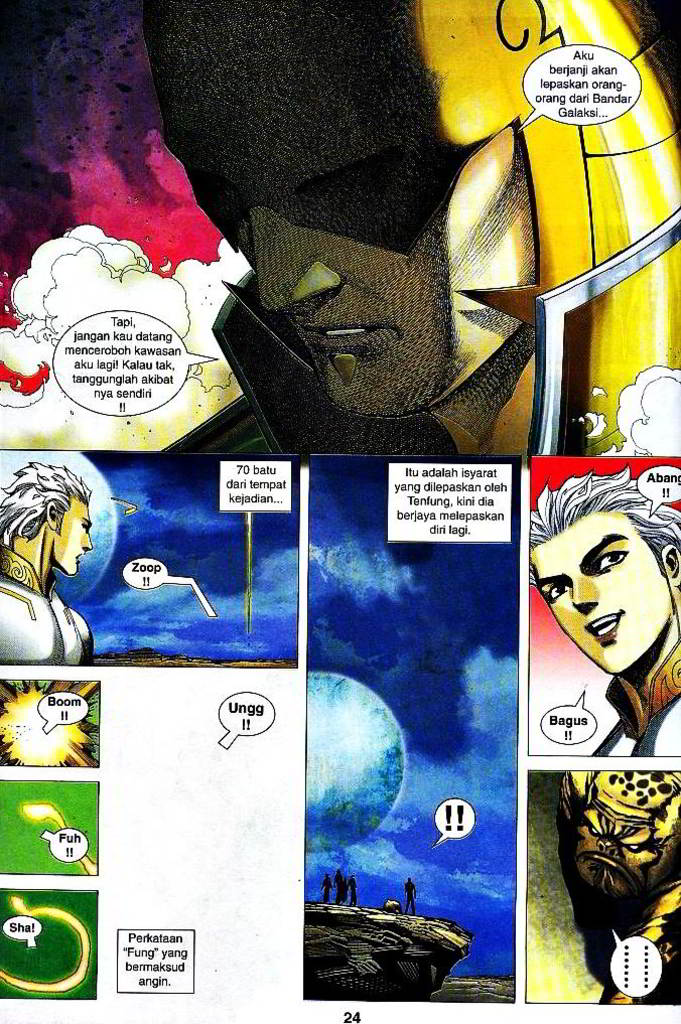 Aku
berjanji akan
lepaskan orang-
orang dari Bandar
Galaksi...
Tapi,
jangan kau datang
menceroboh kawasan
aku lagi! Kalau tak,
tanggunglah akibat
nya sendiri
!!
70 batu
dari tempat
kejadian...
Zoop
!!
Itu adalah isyarat
yang dilepaskan oleh
Tenfung, kini dia
berjaya melepaskan
diri lagi.
Abang
!!
Bagus
!!
Boom
!!
Ungg
!!
Fuh
!!
Sha!
Perkataan
"Fung" yang
bermaksud
angin.
!!
24